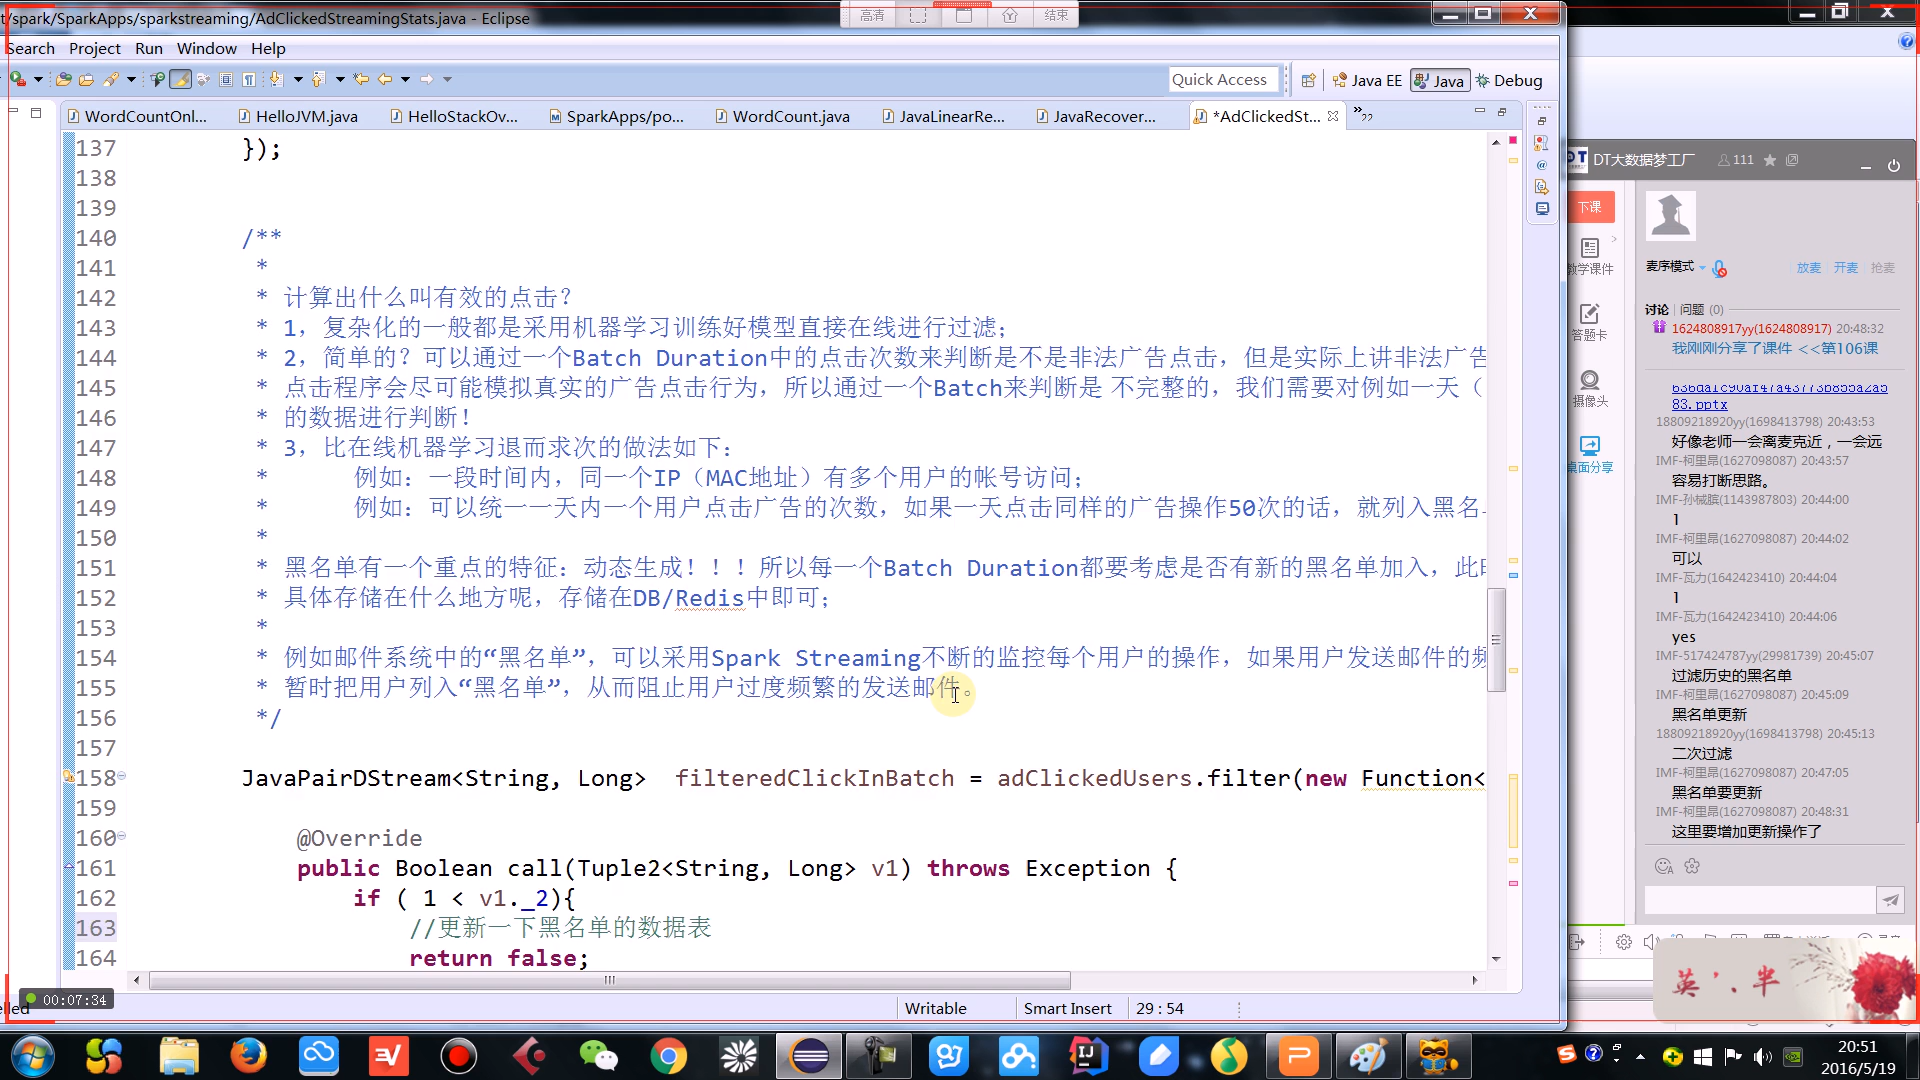 t/spark/SparkApps/sparkstreaming/AdClickedStreamingStats.java - Eclipse
高清
结束
Search Project Run Window Help
Quick Access
Java EE
Java
Debug
WordCountOnl...
HelloJVM.java
HelloStackOv...
SparkApps/po...
WordCount.java
JavaLinearRe...
JavaRecover...
*AdClickedSt...
»22
137 });
138
139
140 /**
141 *
142 * 计算出什么叫有效的点击?
143 * 1, 复杂化的一般都是采用机器学习训练好模型直接在线进行过滤;
144 * 2, 简单的? 可以通过一个Batch Duration中的点击次数来判断是不是非法广告点击, 但是实际上讲非法广告
145 * 点击程序会尽可能模拟真实的广告点击行为, 所以通过一个Batch来判断是 不完整的, 我们需要对例如一天 (
146 * 的数据进行判断!
147 * 3, 比在线机器学习退而求次的做法如下:
148 * 例如: 一段时间内, 同一个IP (MAC地址) 有多个用户的帐号访问;
149 * 例如: 可以统一一天内一个用户点击广告的次数, 如果一天点击同样的广告操作50次的话, 就列入黑名
150 *
151 * 黑名单有一个重点的特征: 动态生成! ! ! 所以每一个Batch Duration都要考虑是否有新的黑名单加入, 此
152 * 具体存储在什么地方呢, 存储在DB/Redis中即可;
153 *
154 * 例如邮件系统中的“黑名单”, 可以采用Spark Streaming不断的监控每个用户的操作, 如果用户发送邮件的
155 * 暂时把用户列入“黑名单”, 从而阻止用户过度频繁的发送邮件。
156 */
157
158 JavaPairDStream<String, Long> filteredClickInBatch = adClickedUsers.filter(new Function<
159
160 @Override
161 public Boolean call(Tuple2<String, Long> v1) throws Exception {
162 if ( 1 < v1._2){
163 //更新一下黑名单的数据表
164 return false;
00:07:34
elled
Writable
Smart Insert
29 : 54
DT大数据梦工厂 111
下课
教学课件
答题卡
摄像头
桌面分享
麦序模式
放麦 开麦 抢麦
讨论 问题 (0)
1624808917yy(1624808917) 20:48:32
我刚刚分享了课件 <<第106课
636da1c90af47a43773b855a2a5
83.pptx
18809218920yy(1698413798) 20:43:53
好像老师一会离麦克近，一会远
IMF-柯里昂(1627098087) 20:43:57
容易打断思路。
IMF-孙械膑(1143987803) 20:44:00
1
IMF-柯里昂(1627098087) 20:44:02
可以
IMF-瓦力(1642423410) 20:44:04
1
IMF-瓦力(1642423410) 20:44:06
yes
IMF-517424787yy(29981739) 20:45:07
过滤历史的黑名单
IMF-柯里昂(1627098087) 20:45:09
黑名单更新
18809218920yy(1698413798) 20:45:13
二次过滤
IMF-柯里昂(1627098087) 20:47:05
黑名单要更新
IMF-柯里昂(1627098087) 20:48:31
这里要增加更新操作了
英 ' 、 半
20:51
2016/5/19